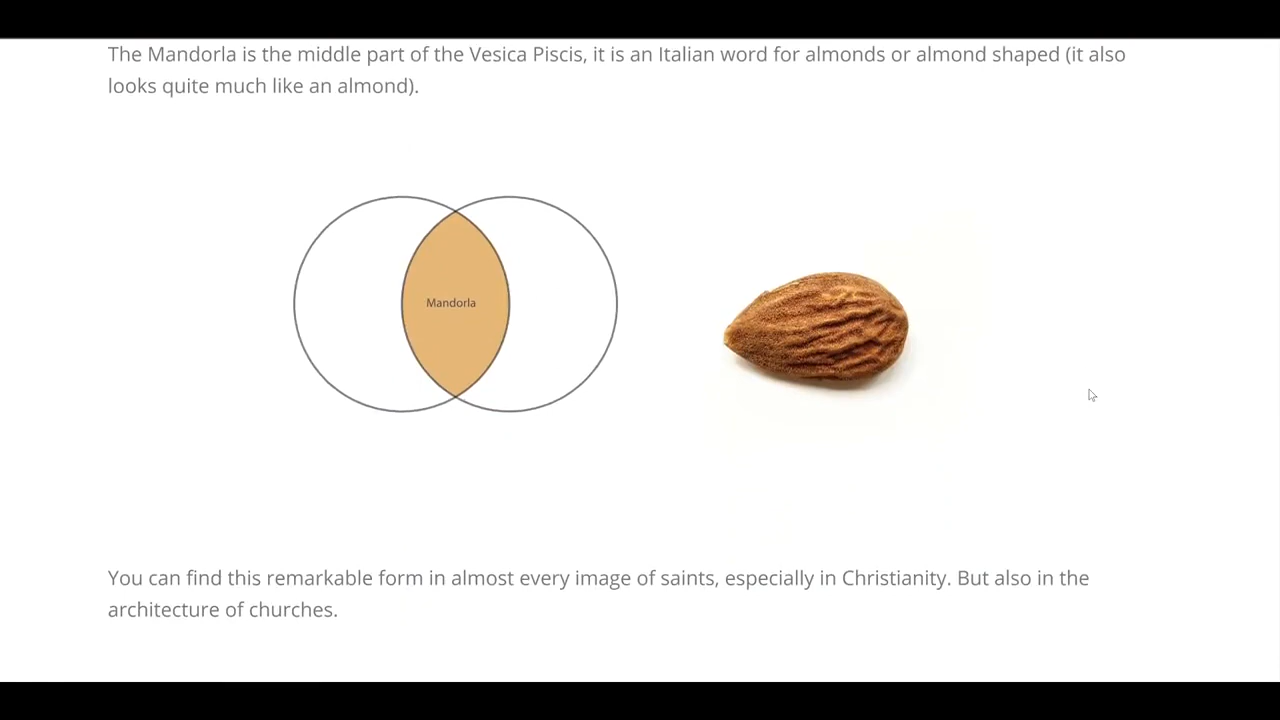 The Mandorla is the middle part of the Vesica Piscis, it is an Italian word for almonds or almond shaped (it also
looks quite much like an almond).
Mandorla
You can find this remarkable form in almost every image of saints, especially in Christianity. But also in the
architecture of churches.